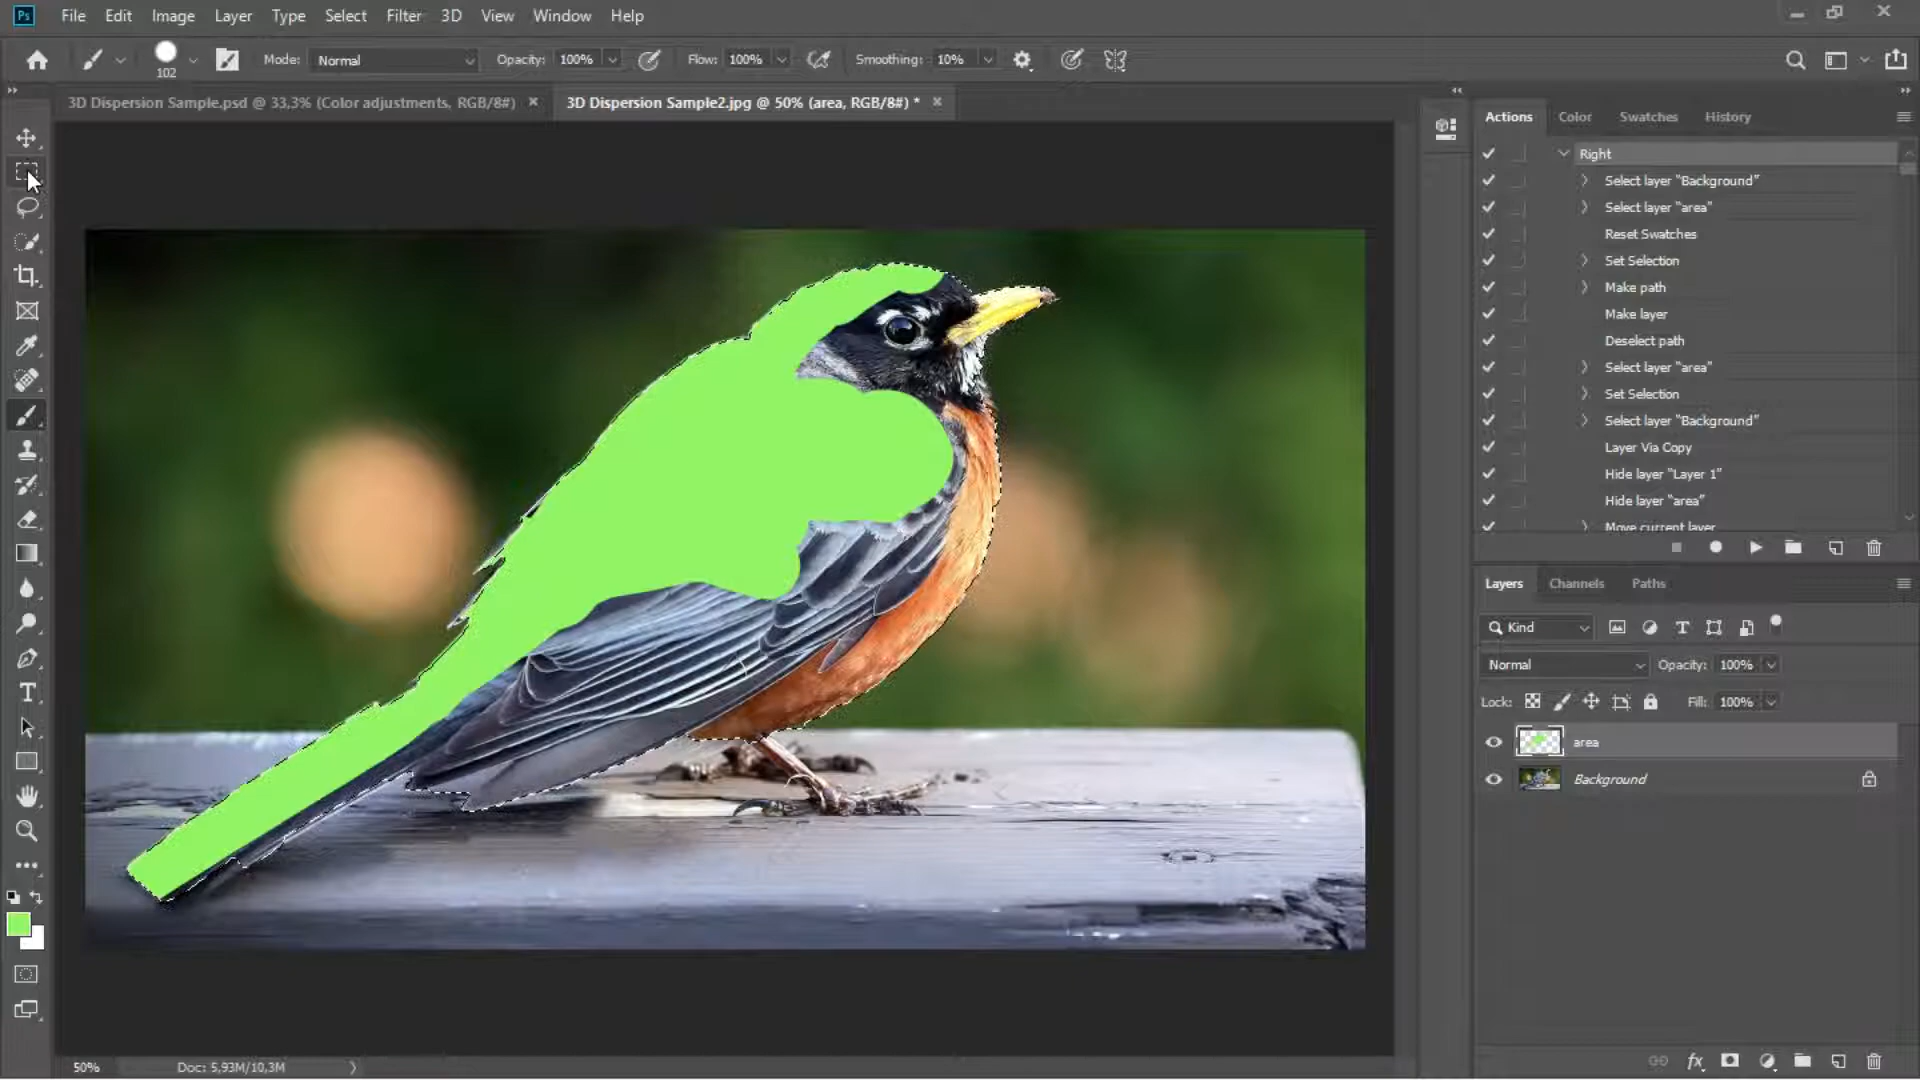 Ps File Edit Image Layer Type Select Filter 3D View Window Help
102 Mode: Normal Opacity: 100% Flow: 100% Smoothing: 10%
3D Dispersion Sample.psd @ 33,3% (Color adjustments, RGB/8#) × 3D Dispersion Sample2.jpg @ 50% (area, RGB/8#) * ×
Actions Color Swatches History
Right
Select layer "Background"
Select layer "area"
Reset Swatches
Set Selection
Make path
Make layer
Deselect path
Select layer "area"
Set Selection
Select layer "Background"
Layer Via Copy
Hide layer "Layer 1"
Hide layer "area"
Move current layer
Layers Channels Paths
Kind
Normal Opacity: 100%
Lock: Fill: 100%
area
Background
fx
50% Doc: 5,93M/10,3M